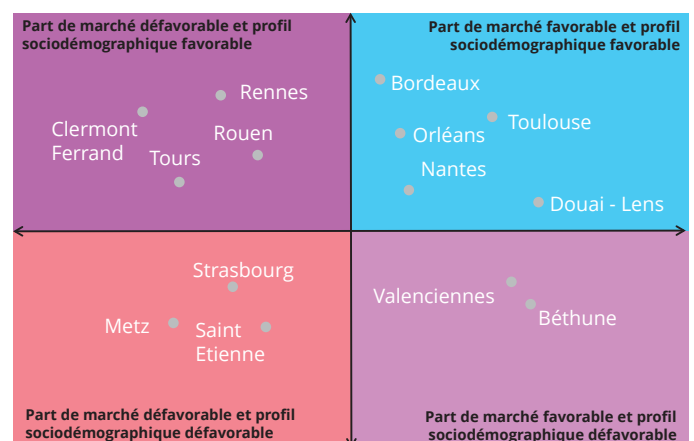 Part de marché défavorable et profil
sociodémographique favorable
Part de marché favorable et profil
sociodémographique favorable
Rennes
Clermont
Ferrand
Rouen
Tours
Bordeaux
Toulouse
Orléans
Nantes
Douai - Lens
Strasbourg
Metz
Saint
Etienne
Valenciennes
Béthune
Part de marché défavorable et profil
sociodémographique défavorable
Part de marché favorable et profil
sociodémographique défavorable